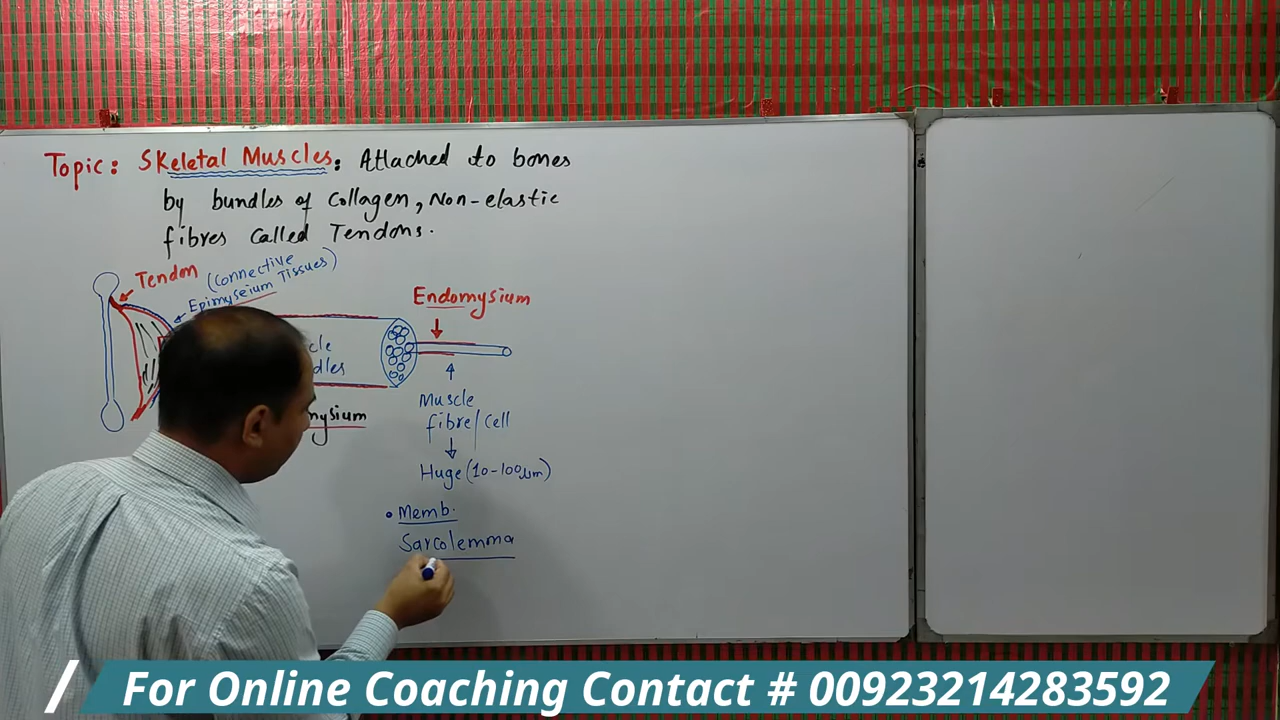 Topic: Skeletal Muscles: Attached to bones
by bundles of Collagen, Non-elastic
fibres called Tendons.
Tendon
(Connective
Tissues)
Epimyseium
Endomysium
Muscle
fibre/Cell
Huge (10-100μm)
• Memb.
Sarcolemma
For Online Coaching Contact # 00923214283592